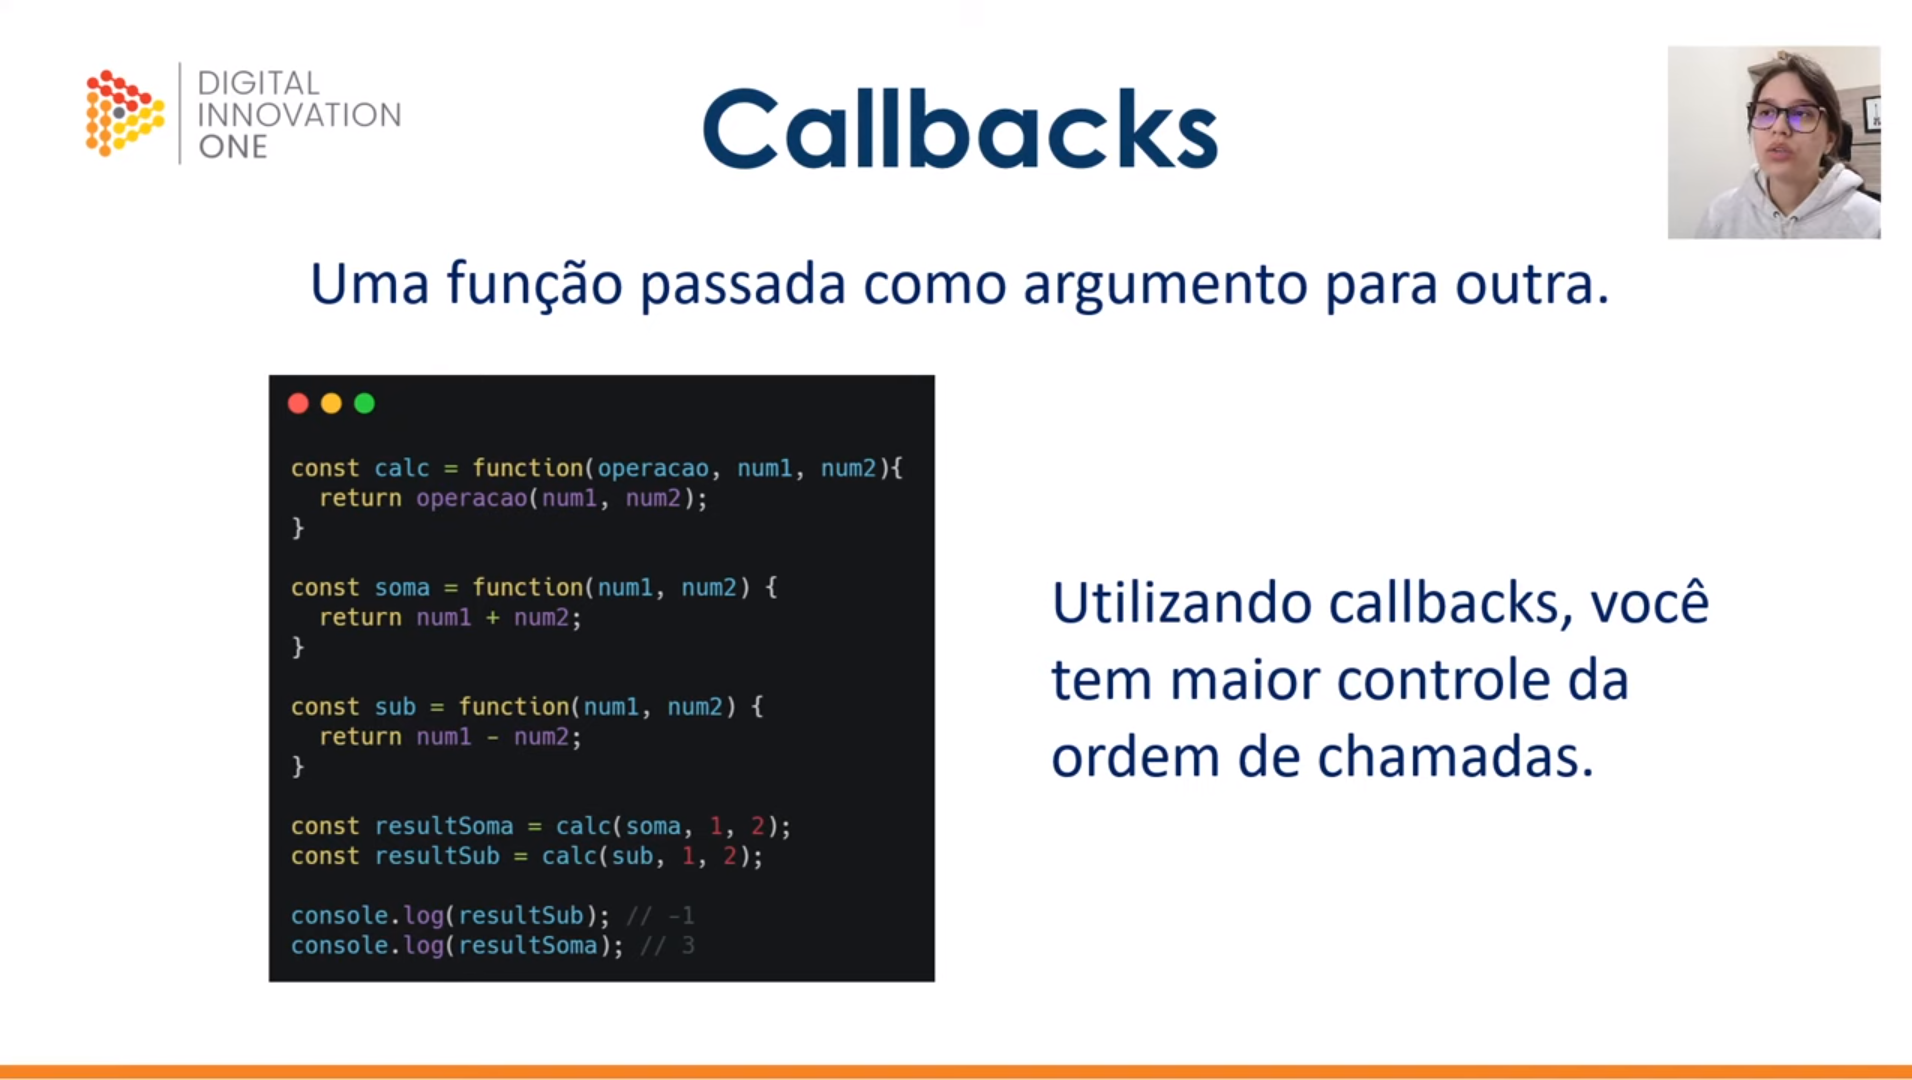 DIGITAL
INNOVATION
ONE
Callbacks
Uma função passada como argumento para outra.
const calc = function(operacao, num1, num2){
  return operacao(num1, num2);
}
const soma = function(num1, num2) {
  return num1 + num2;
}
const sub = function(num1, num2) {
  return num1 - num2;
}
const resultSoma = calc(soma, 1, 2);
const resultSub = calc(sub, 1, 2);
console.log(resultSub); // -1
console.log(resultSoma); // 3
Utilizando callbacks, você
tem maior controle da
ordem de chamadas.